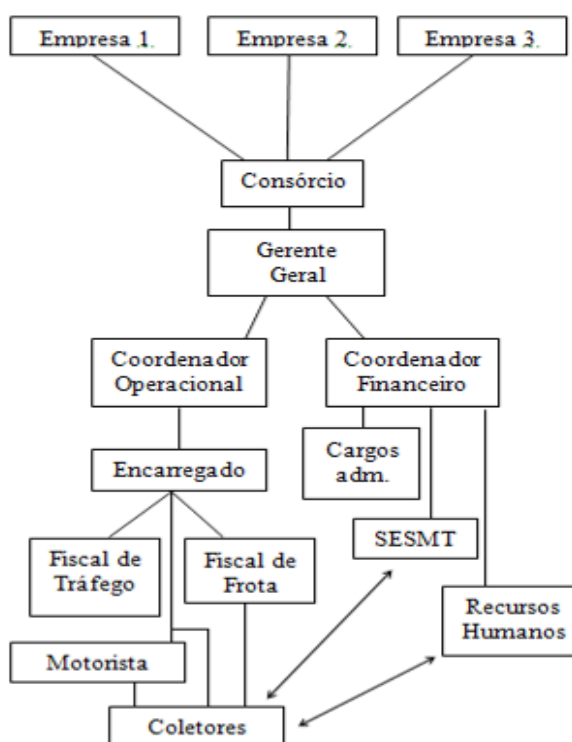 Empresa 1.
Empresa 2.
Empresa 3.
Consórcio
Gerente
Geral
Coordenador
Operacional
Coordenador
Financeiro
Cargos
adm.
Encarregado
SESMT
Fiscal de
Tráfego
Fiscal de
Frota
Recursos
Humanos
Motorista
Coletores